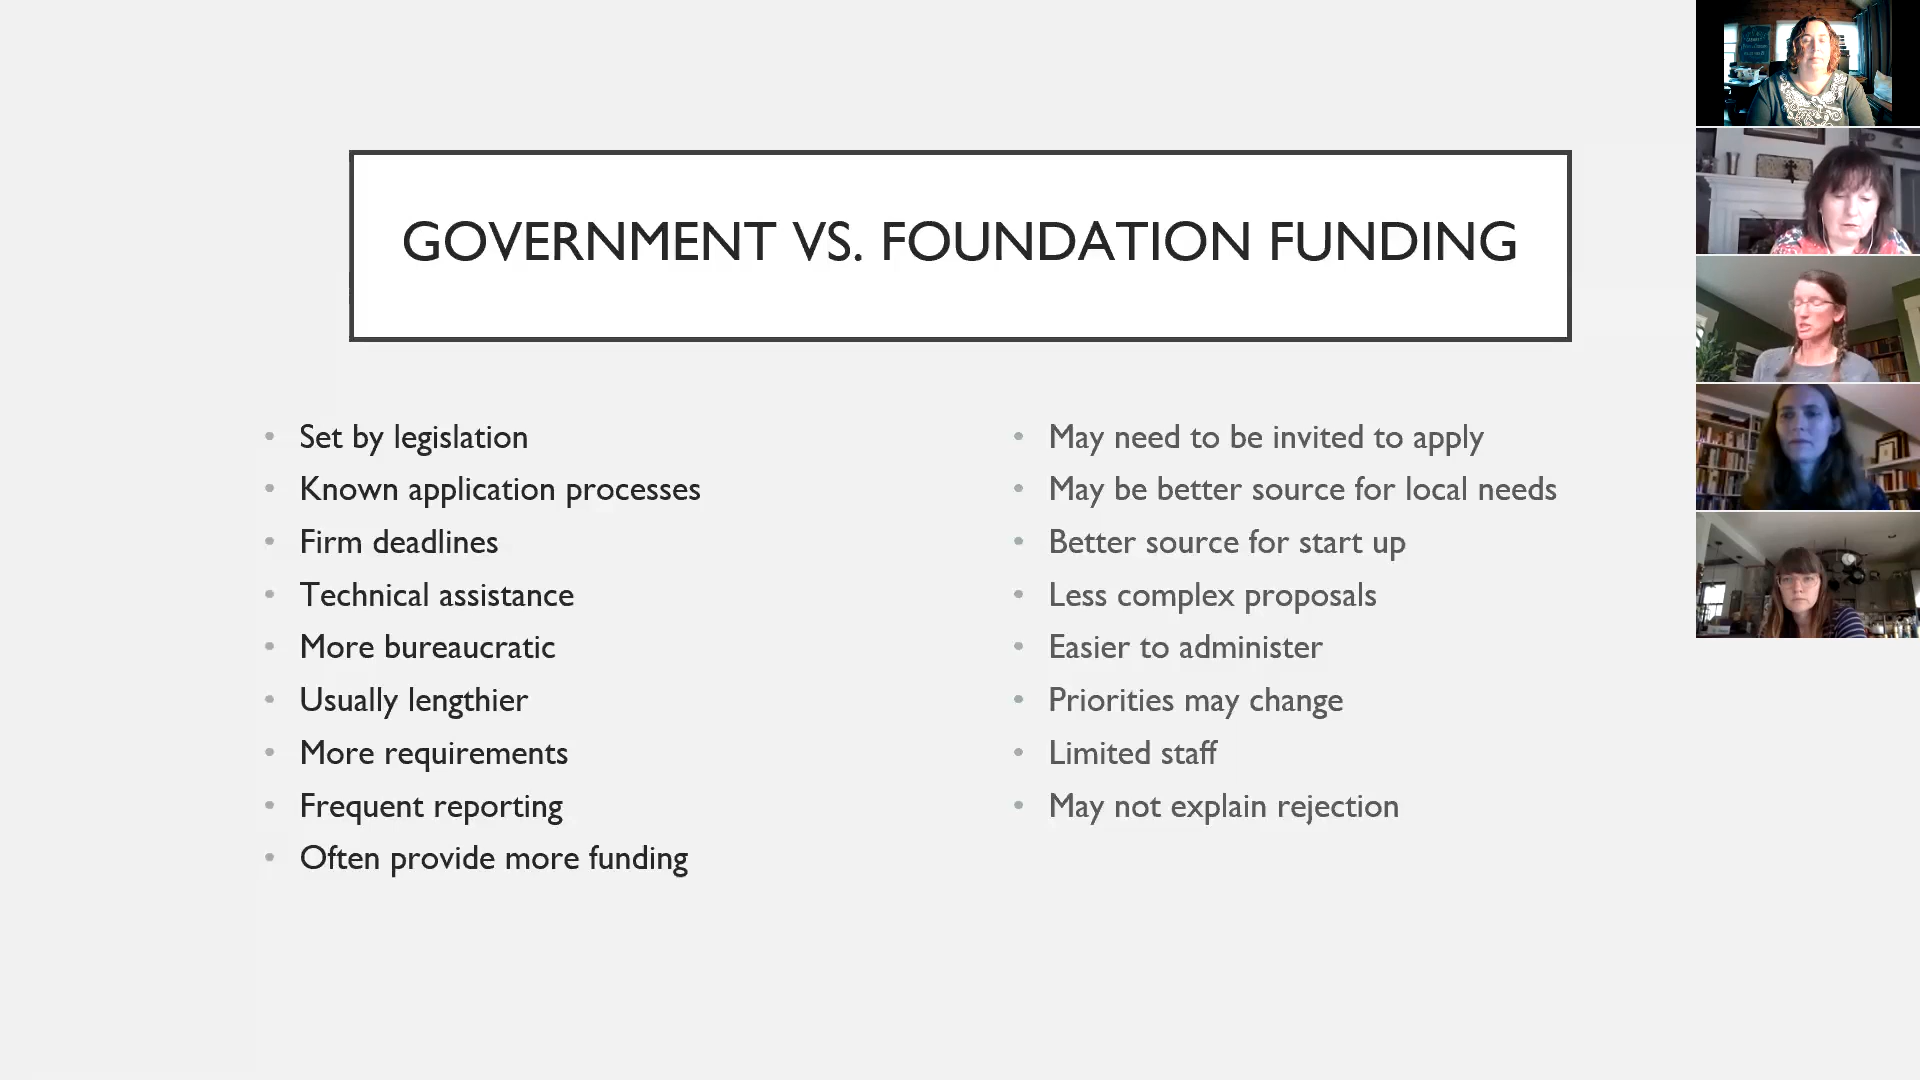 GOVERNMENT VS. FOUNDATION FUNDING
• Set by legislation
• Known application processes
• Firm deadlines
• Technical assistance
• More bureaucratic
• Usually lengthier
• More requirements
• Frequent reporting
• Often provide more funding
• May need to be invited to apply
• May be better source for local needs
• Better source for start up
• Less complex proposals
• Easier to administer
• Priorities may change
• Limited staff
• May not explain rejection